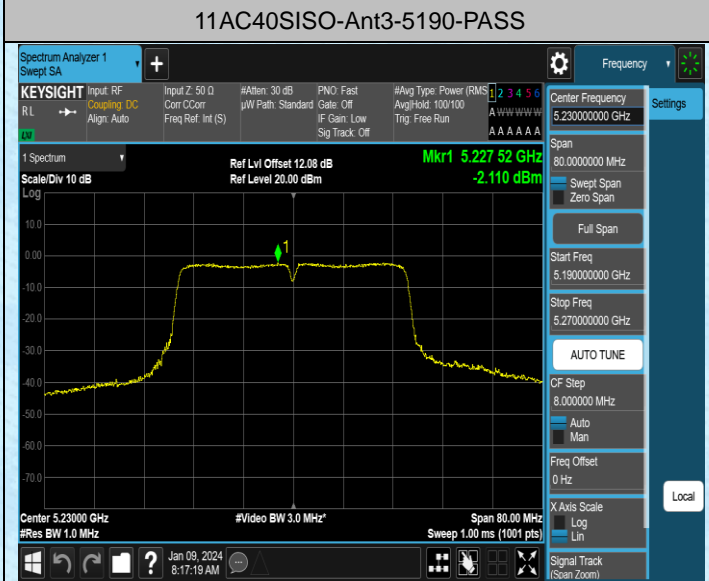 11AC40SISO-Ant3-5190-PASS
Spectrum Analyzer 1
Swept SA
+
Frequency
KEYSIGHT
RL
LXI
Input: RF
Coupling: DC
Align: Auto
Input Z: 50 Ω
Corr CCorr
Freq Ref: Int (S)
#Atten: 30 dB
µW Path: Standard
PNO: Fast
Gate: Off
IF Gain: Low
Sig Track: Off
#Avg Type: Power (RMS
Avg|Hold: 100/100
Trig: Free Run
1 2 3 4 5 6
A W W W W W
A A A A A A
1 Spectrum
Scale/Div 10 dB
Log
Ref Lvl Offset 12.08 dB
Ref Level 20.00 dBm
Mkr1 5.227 52 GHz
-2.110 dBm
10.0
0.00
-10.0
-20.0
-30.0
-40.0
-50.0
-60.0
-70.0
1
Center 5.23000 GHz
#Res BW 1.0 MHz
#Video BW 3.0 MHz*
Span 80.00 MHz
Sweep 1.00 ms (1001 pts)
Jan 09, 2024
8:17:19 AM
?
Center Frequency
5.230000000 GHz
Settings
Span
80.0000000 MHz
Swept Span
Zero Span
Full Span
Start Freq
5.190000000 GHz
Stop Freq
5.270000000 GHz
AUTO TUNE
CF Step
8.000000 MHz
Auto
Man
Freq Offset
0 Hz
X Axis Scale
Log
Lin
Local
Signal Track
(Span Zoom)